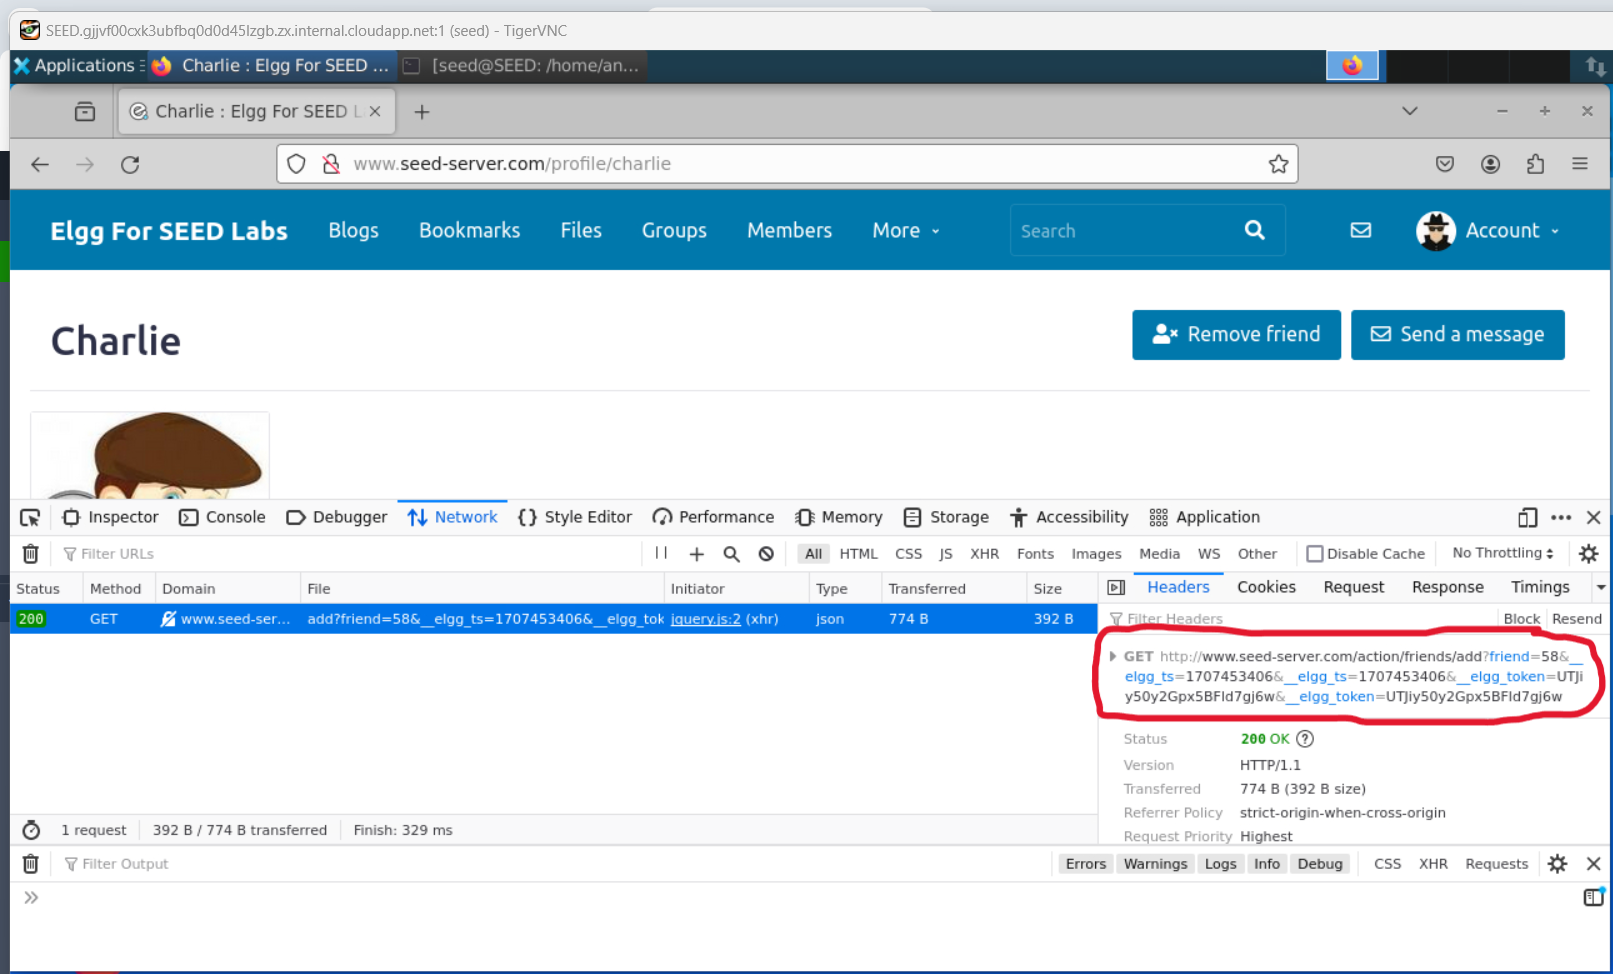 SEED.gjjvf00cxk3ubfbq0d0d45lzgb.zx.internal.cloudapp.net:1 (seed) - TigerVNC
Applications Charlie : Elgg For SEED ... [seed@SEED: /home/an...
Charlie : Elgg For SEED L
www.seed-server.com/profile/charlie
Elgg For SEED Labs Blogs Bookmarks Files Groups Members More Search Account
Charlie Remove friend Send a message
Inspector Console Debugger Network Style Editor Performance Memory Storage Accessibility Application
Filter URLs All HTML CSS JS XHR Fonts Images Media WS Other Disable Cache No Throttling
Status Method Domain File Initiator Type Transferred Size Headers Cookies Request Response Timings
200 GET www.seed-ser... add?friend=58&__elgg_ts=1707453406&__elgg_tok jquery.js:2 (xhr) json 774 B 392 B Filter Headers Block Resend
GET http://www.seed-server.com/action/friends/add?friend=58&__
elgg_ts=1707453406&__elgg_ts=1707453406&__elgg_token=UTJi
y50y2Gpx5BFld7gj6w&__elgg_token=UTJiy50y2Gpx5BFld7gj6w
Status 200 OK
Version HTTP/1.1
Transferred 774 B (392 B size)
Referrer Policy strict-origin-when-cross-origin
Request Priority Highest
1 request 392 B / 774 B transferred Finish: 329 ms
Filter Output Errors Warnings Logs Info Debug CSS XHR Requests